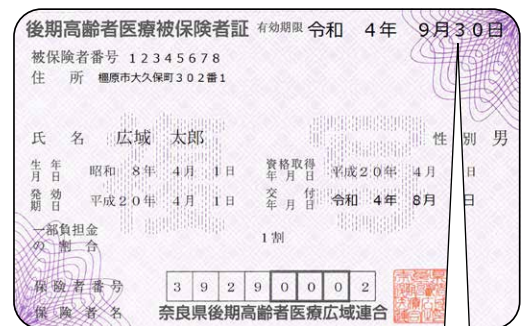 後期高齢者医療被保険者証 有効期限 令和 4年 9月30日
被保険者番号 12345678
住 所 橿原市大久保町302番1
氏 名 広域 太郎 性 別 男
生年月日 昭和 8年 4月 1日 資格取得年月日 平成20年 4月 日
発効期日 平成20年 4月 1日 交付年月日 令和 4年 8月 日
一部負担金の割合 1割
保険者番号 39290002
保険者名 奈良県後期高齢者医療広域連合